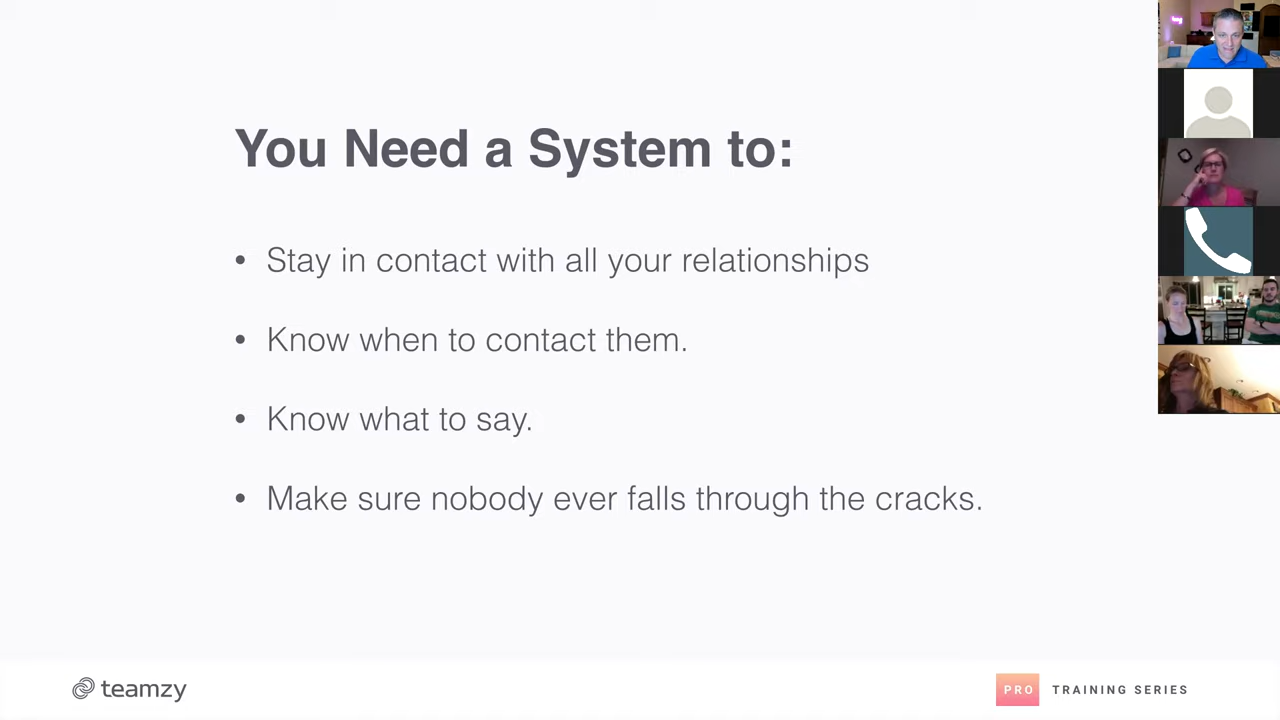 You Need a System to:
• Stay in contact with all your relationships
• Know when to contact them.
• Know what to say.
• Make sure nobody ever falls through the cracks.
teamzy
PRO TRAINING SERIES